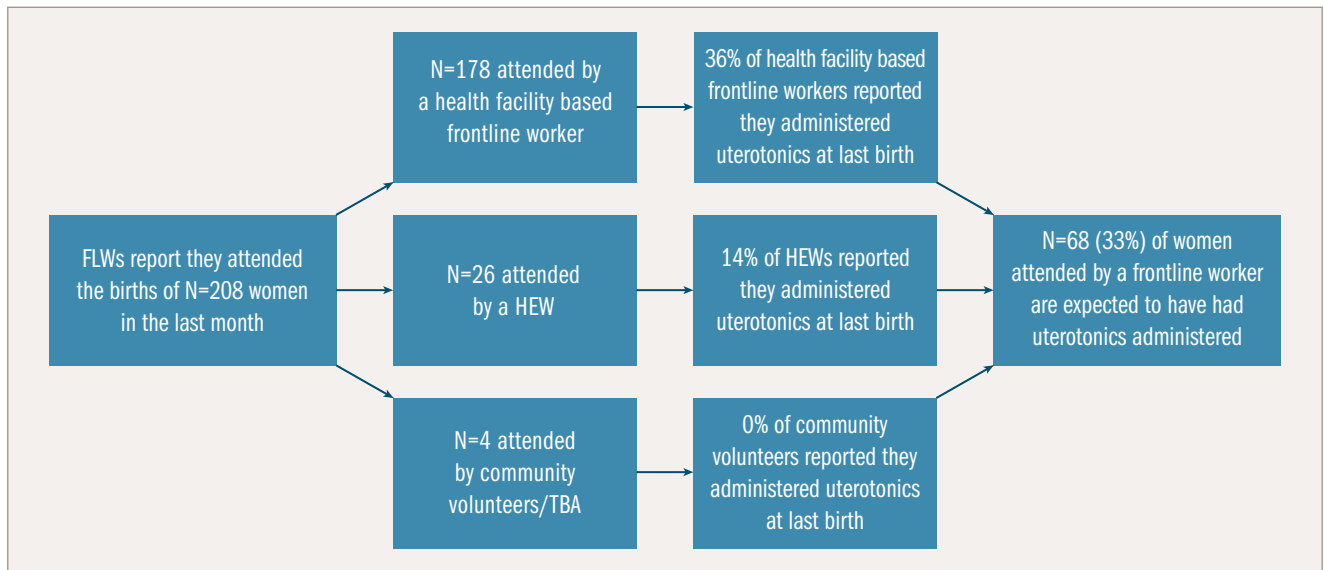 FLWs report they attended
the births of N=208 women
in the last month
N=178 attended by
a health facility based
frontline worker
36% of health facility based
frontline workers reported
they administered
uterotonics at last birth
N=26 attended
by a HEW
14% of HEWs reported
they administered
uterotonics at last birth
N=4 attended
by community
volunteers/TBA
0% of community
volunteers reported they
administered uterotonics
at last birth
N=68 (33%) of women
attended by a frontline worker
are expected to have had
uterotonics administered